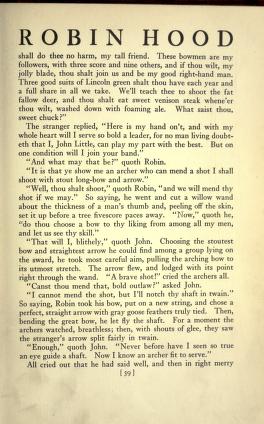 ROBIN HOOD
shall do thee no harm, my tall friend. These bowmen are my
followers, with three score and nine others, and if thou wilt, my
jolly blade, thou shalt join us and be my good right-hand man.
Three good suits of Lincoln green shalt thou have each year and
a full share in all we take. We'll teach thee to shoot the fat
fallow deer, and thou shalt eat sweet venison steak whene'er
thou wilt, washed down with foaming ale. What saist thou,
sweet chuck?"
The stranger replied, "Here is my hand on't, and with my
whole heart will I serve so bold a leader, for no man living doubt-
eth that I, John Little, can play my part with the best. But on
one condition will I join your band."
"And what may that be?" quoth Robin.
"It is that ye show me an archer who can mend a shot I shall
shoot with stout long-bow and arrow."
"Well, thou shalt shoot," quoth Robin, "and we will mend thy
shot if we may." So saying, he went and cut a willow wand
about the thickness of a man's thumb and, peeling off the skin,
set it up before a tree fivescore paces away. "Now," quoth he,
"do thou choose a bow to thy liking from among all my men,
and let us see thy skill."
"That will I, blithely," quoth John. Choosing the stoutest
bow and straightest arrow he could find among a group lying on
the sward, he took most careful aim, pulling the arching bow to
its utmost stretch. The arrow flew, and lodged with its point
right through the wand. "A brave shot!" cried the archers all.
"Canst thou mend that, bold outlaw?" asked John.
"I cannot mend the shot, but I'll notch thy shaft in twain."
So saying, Robin took his bow, put on a new string, and chose a
perfect, straight arrow with gray goose feathers truly tied. Then,
bending the great bow, he let fly the shaft. For a moment the
archers watched, breathless; then, with shouts of glee, they saw
the stranger's arrow split fairly in twain.
"Enough," quoth John. "Never before have I seen so true
an eye guide a shaft. Now I know an archer fit to serve."
All cried out that he had said well, and then in right merry
[59]